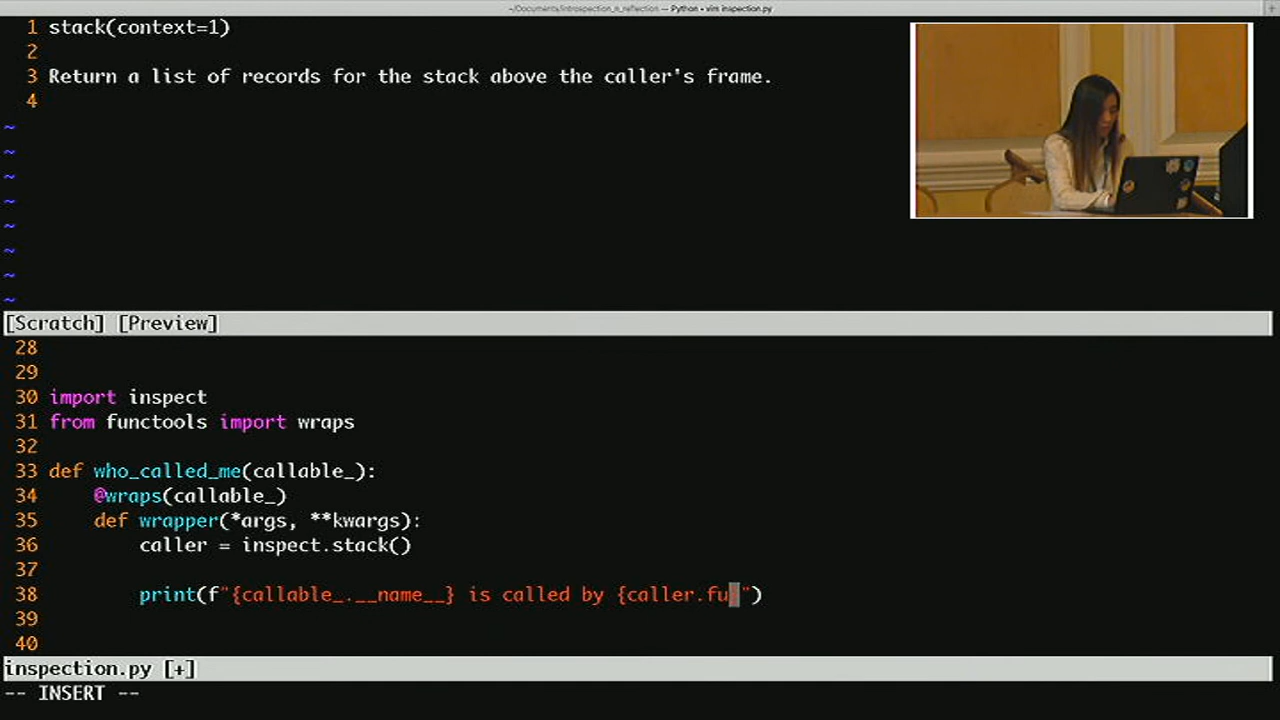 ~/Documents/introspection_n_reflection — Python • vim inspection.py
1 stack(context=1)
2
3 Return a list of records for the stack above the caller's frame.
4
~
~
~
~
~
~
~
~
[Scratch] [Preview]
28
29
30 import inspect
31 from functools import wraps
32
33 def who_called_me(callable_):
34     @wraps(callable_)
35     def wrapper(*args, **kwargs):
36         caller = inspect.stack()
37
38         print(f"{callable_.__name__} is called by {caller.fu}")
39
40
inspection.py [+]
-- INSERT --